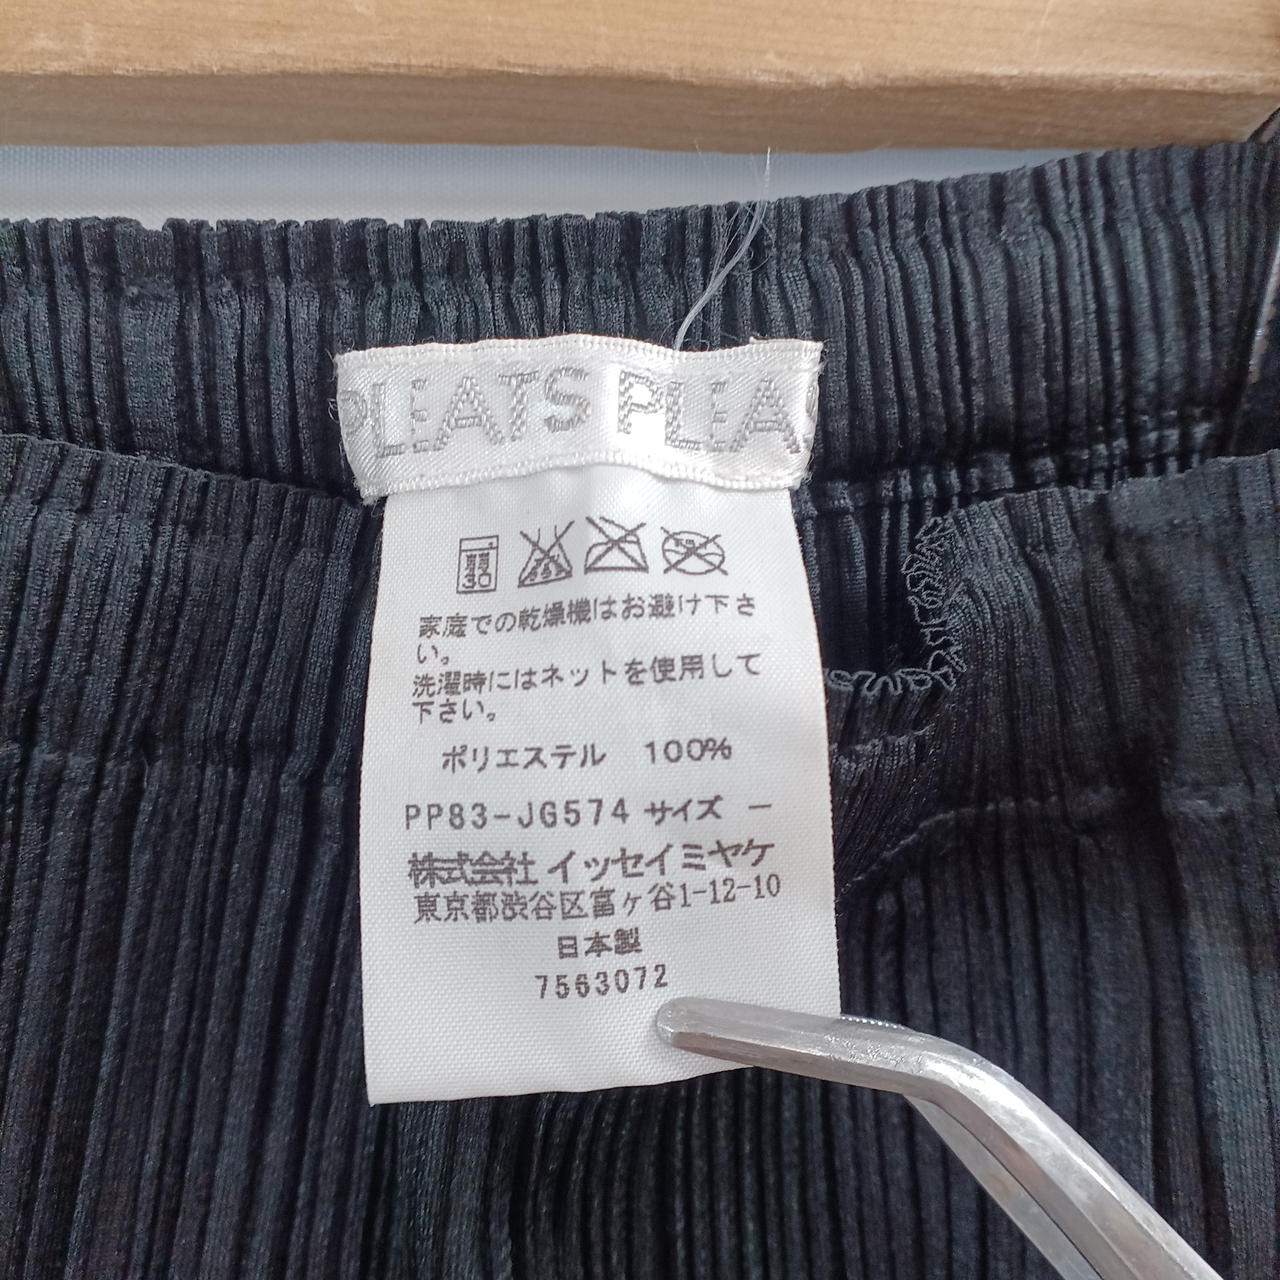 PLEATS PLEA
弱
30
家庭での乾燥機はお避け下さ
い。
洗濯時にはネットを使用して
下さい。
ポリエステル 100%
PP83-JG574 サイズ －
株式会社 イッセイミヤケ
東京都渋谷区富ヶ谷1-12-10
日本製
7563072